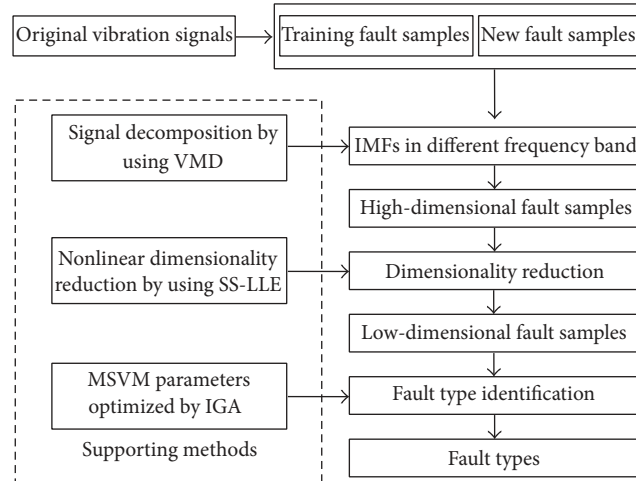 Original vibration signals
Training fault samples
New fault samples
Signal decomposition by
using VMD
IMFs in different frequency band
High-dimensional fault samples
Nonlinear dimensionality
reduction by using SS-LLE
Dimensionality reduction
Low-dimensional fault samples
MSVM parameters
optimized by IGA
Fault type identification
Supporting methods
Fault types